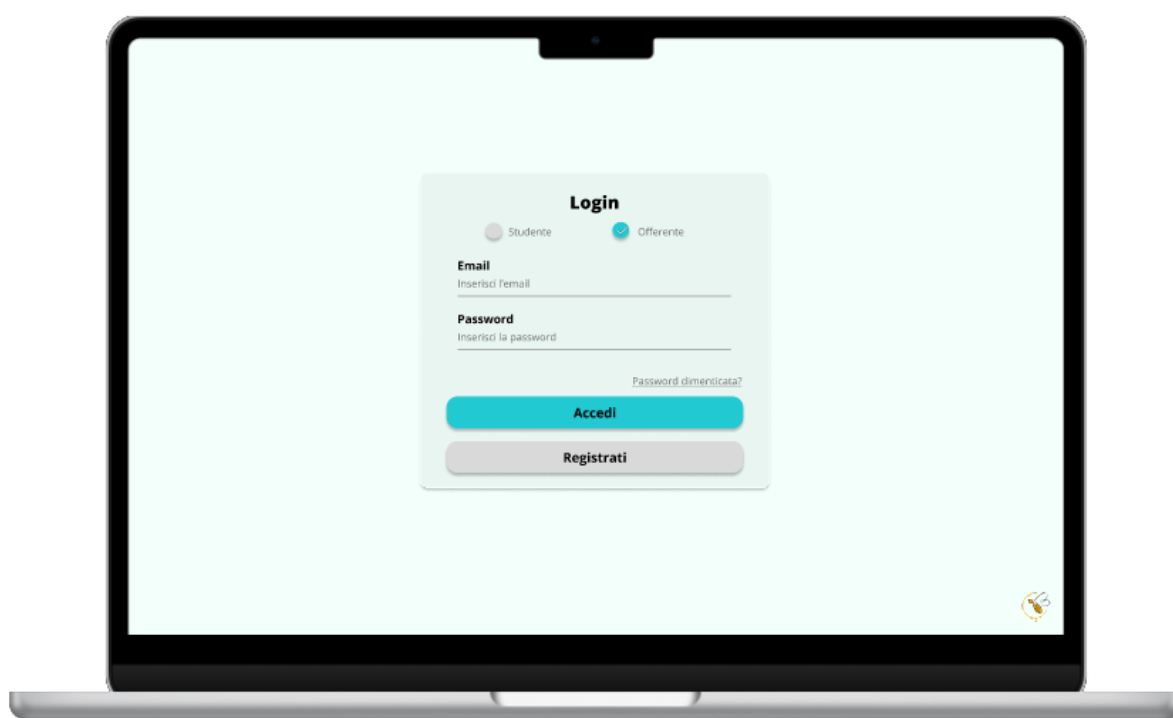 Login
Studente Offerente
Email
Inserisci l'email
Password
Inserisci la password
Password dimenticata?
Accedi
Registrati